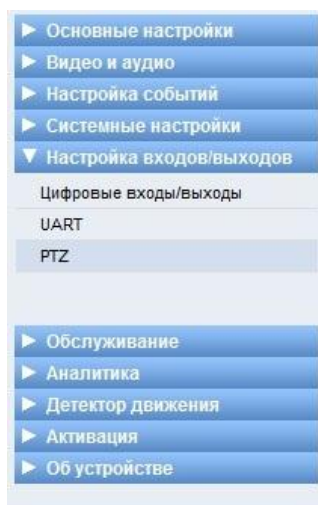 Основные настройки
Видео и аудио
Настройка событий
Системные настройки
Настройка входов/выходов
Цифровые входы/выходы
UART
PTZ
Обслуживание
Аналитика
Детектор движения
Активация
Об устройстве